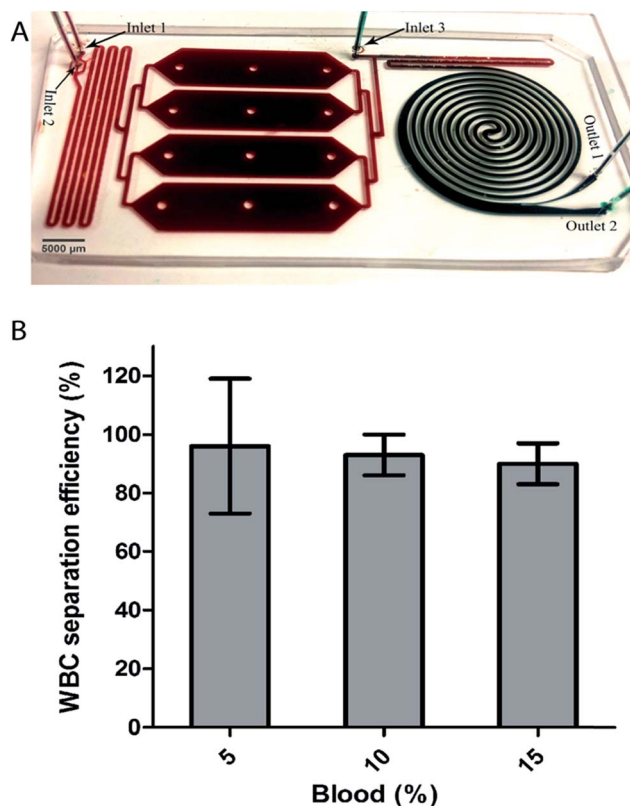 A
Inlet 1
Inlet 2
Inlet 3
Outlet 1
Outlet 2
5000 µm
B
WBC separation efficiency (%)
120
100
80
60
40
20
0
5
10
15
Blood (%)